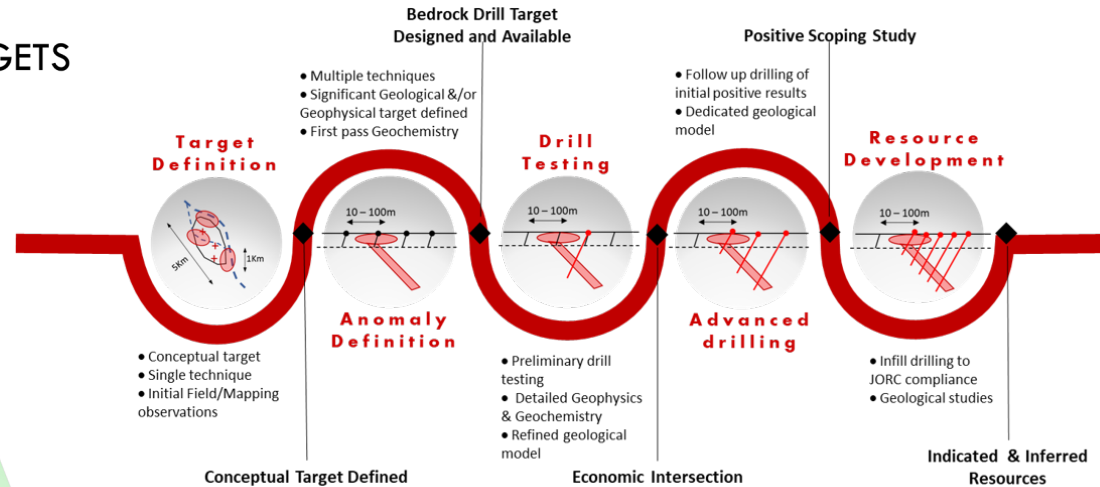 GETS
Bedrock Drill Target
Designed and Available
Positive Scoping Study
● Multiple techniques
● Significant Geological &/or
Geophysical target defined
● First pass Geochemistry
● Follow up drilling of
initial positive results
● Dedicated geological
model
Target
Definition
Drill
Testing
Resource
Development
5Km
1Km
10 – 100m
10 – 100m
10 – 100m
10 – 100m
Anomaly
Definition
Advanced
drilling
● Conceptual target
● Single technique
● Initial Field/Mapping
observations
● Preliminary drill
testing
● Detailed Geophysics
& Geochemistry
● Refined geological
model
● Infill drilling to
JORC compliance
● Geological studies
Conceptual Target Defined
Economic Intersection
Indicated & Inferred
Resources